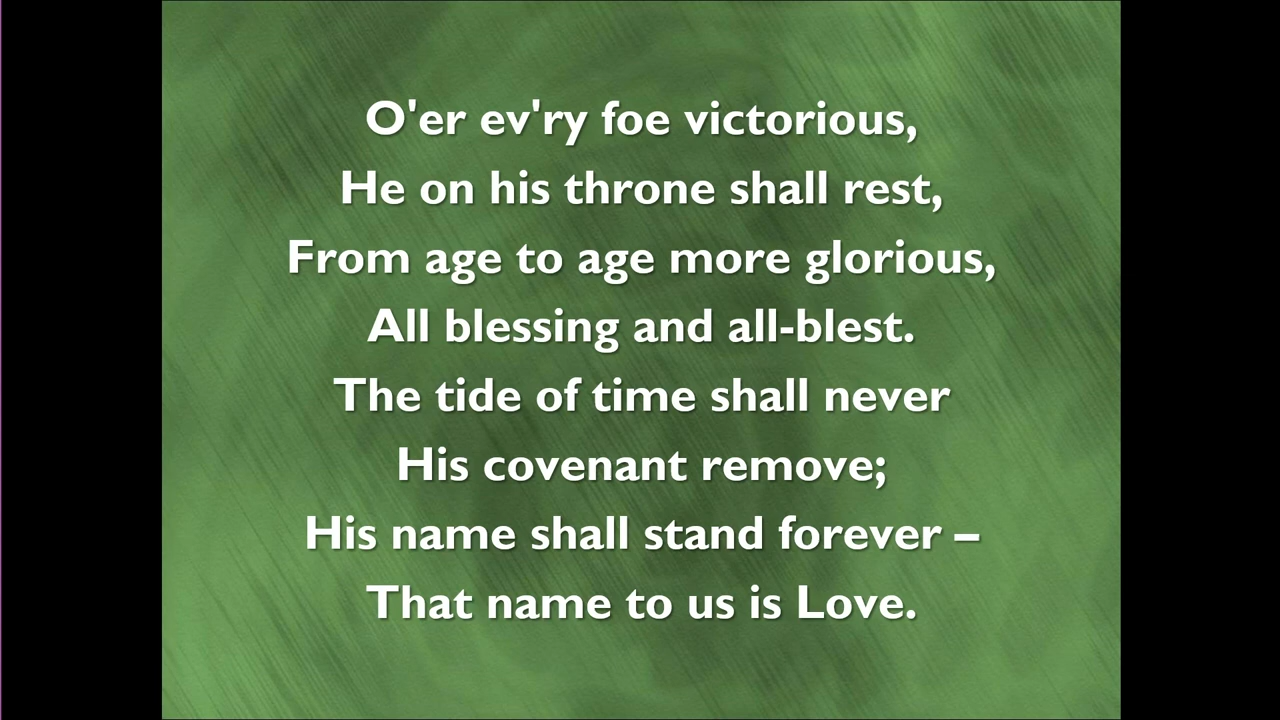 O'er ev'ry foe victorious,
He on his throne shall rest,
From age to age more glorious,
All blessing and all-blest.
The tide of time shall never
His covenant remove;
His name shall stand forever –
That name to us is Love.